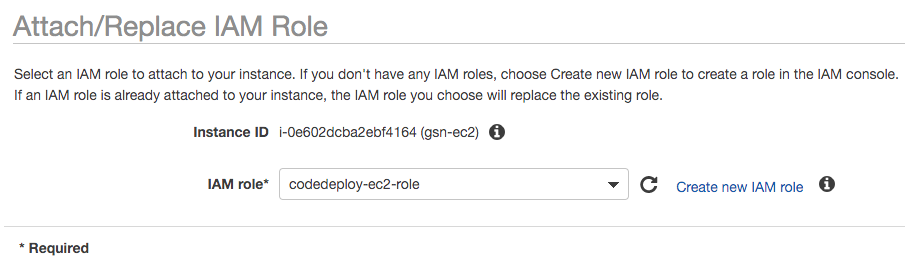 Attach/Replace IAM Role
Select an IAM role to attach to your instance. If you don't have any IAM roles, choose Create new IAM role to create a role in the IAM console.
If an IAM role is already attached to your instance, the IAM role you choose will replace the existing role.
Instance ID i-0e602dcba2ebf4164 (gsn-ec2)
IAM role* codedeploy-ec2-role Create new IAM role
* Required